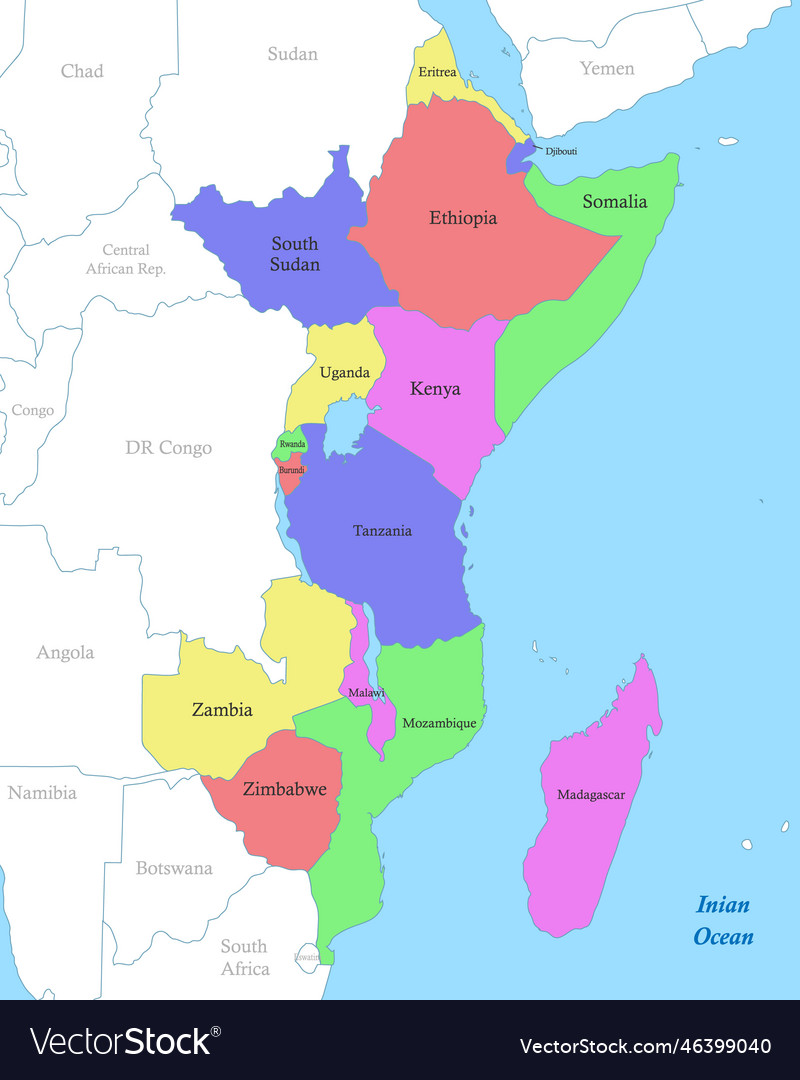 Chad
Sudan
Eritrea
Yemen
Djibouti
Somalia
Ethiopia
South
Sudan
Central
African Rep.
Uganda
Kenya
Congo
DR Congo
Rwanda
Burundi
Tanzania
Angola
Malawi
Zambia
Mozambique
Zimbabwe
Madagascar
Namibia
Botswana
Inian
Ocean
South
Africa
VectorStock®
VectorStock.com/46399040